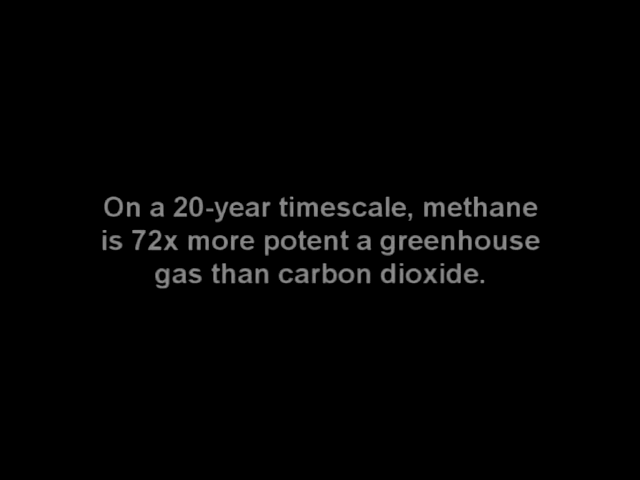 On a 20-year timescale, methane
is 72x more potent a greenhouse
gas than carbon dioxide.